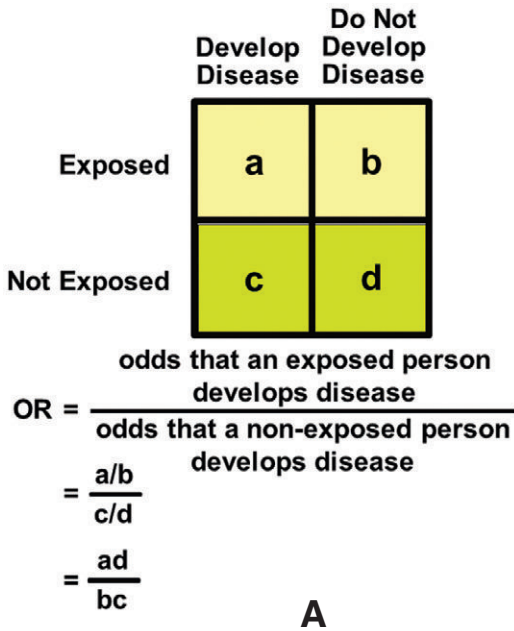 Develop
Disease
Do Not
Develop
Disease
Exposed
a
b
Not Exposed
c
d
OR = odds that an exposed person
develops disease
odds that a non-exposed person
develops disease
= a/b
c/d
= ad
bc
A